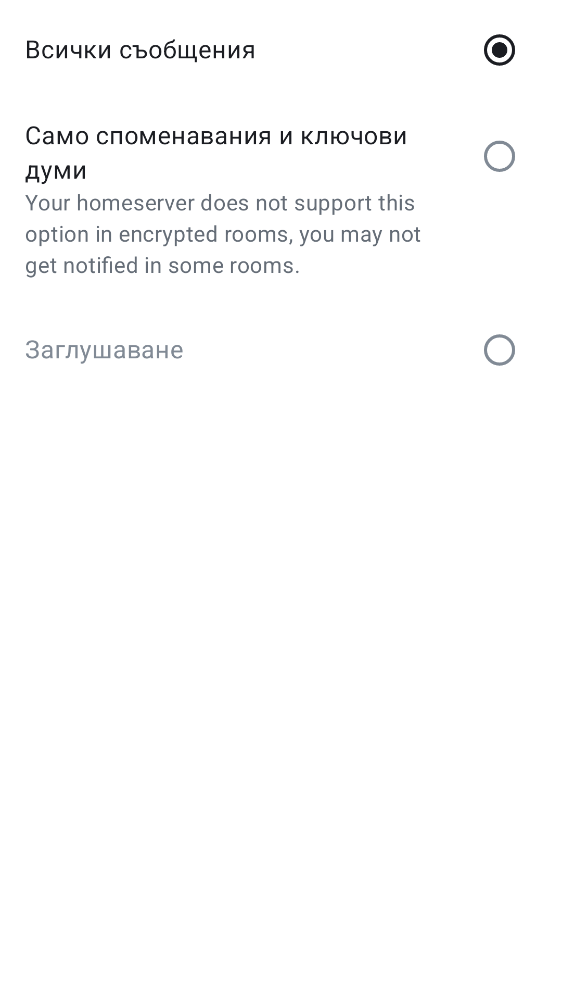 Всички съобщения
Само споменавания и ключови
думи
Your homeserver does not support this
option in encrypted rooms, you may not
get notified in some rooms.
Заглушаване